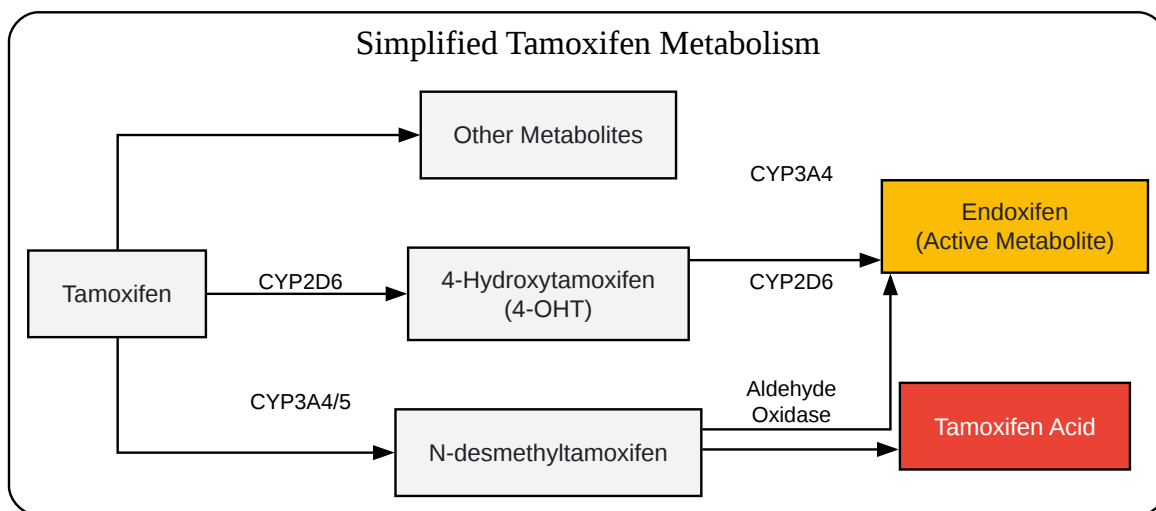 Simplified Tamoxifen Metabolism
Other Metabolites
CYP3A4
Endoxifen
(Active Metabolite)
Tamoxifen
CYP2D6
4-Hydroxytamoxifen
(4-OHT)
CYP2D6
CYP3A4/5
Aldehyde
Oxidase
N-desmethyltamoxifen
Tamoxifen Acid